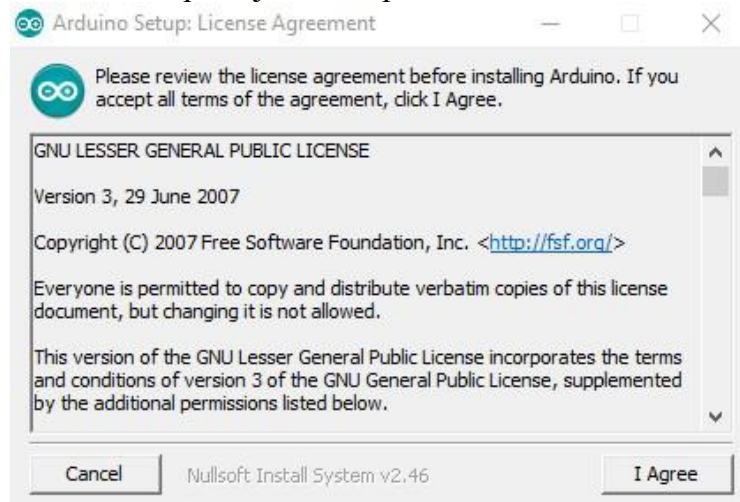 Arduino Setup: License Agreement
Please review the license agreement before installing Arduino. If you
accept all terms of the agreement, click I Agree.
GNU LESSER GENERAL PUBLIC LICENSE
Version 3, 29 June 2007
Copyright (C) 2007 Free Software Foundation, Inc. <http://fsf.org/>
Everyone is permitted to copy and distribute verbatim copies of this license
document, but changing it is not allowed.
This version of the GNU Lesser General Public License incorporates the terms
and conditions of version 3 of the GNU General Public License, supplemented
by the additional permissions listed below.
Cancel
Nullsoft Install System v2.46
I Agree